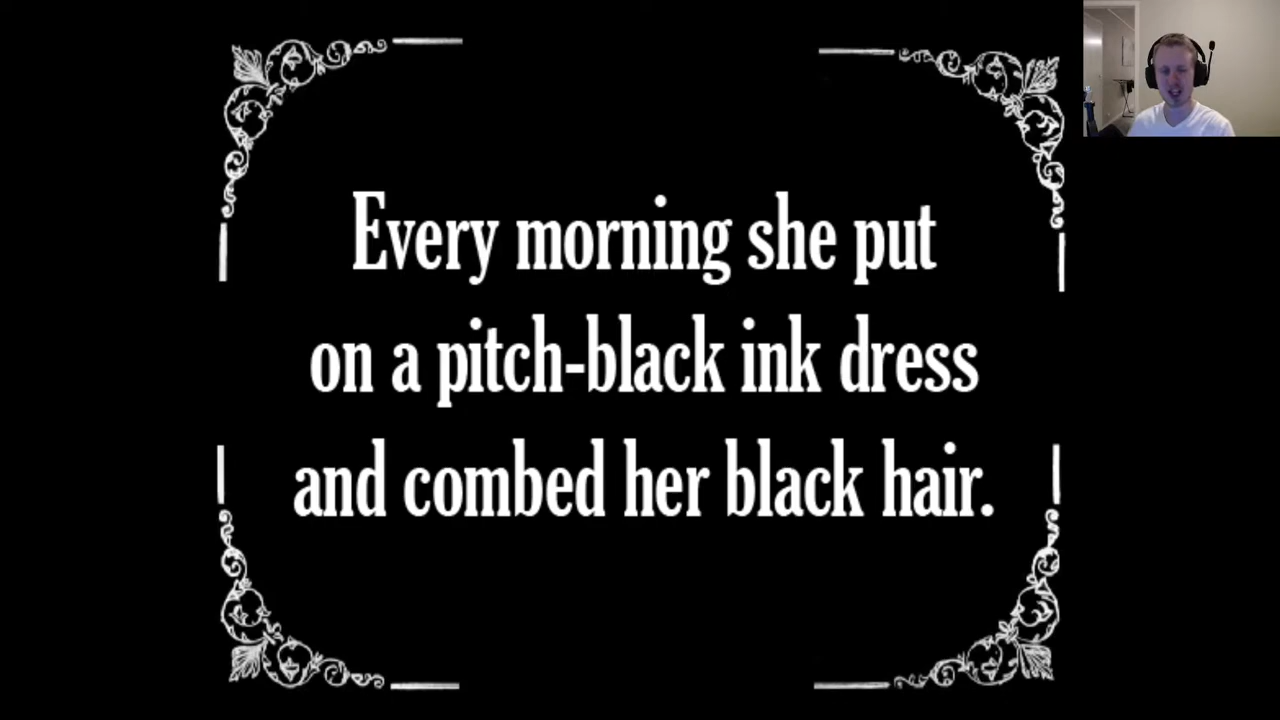 Every morning she put
on a pitch-black ink dress
and combed her black hair.